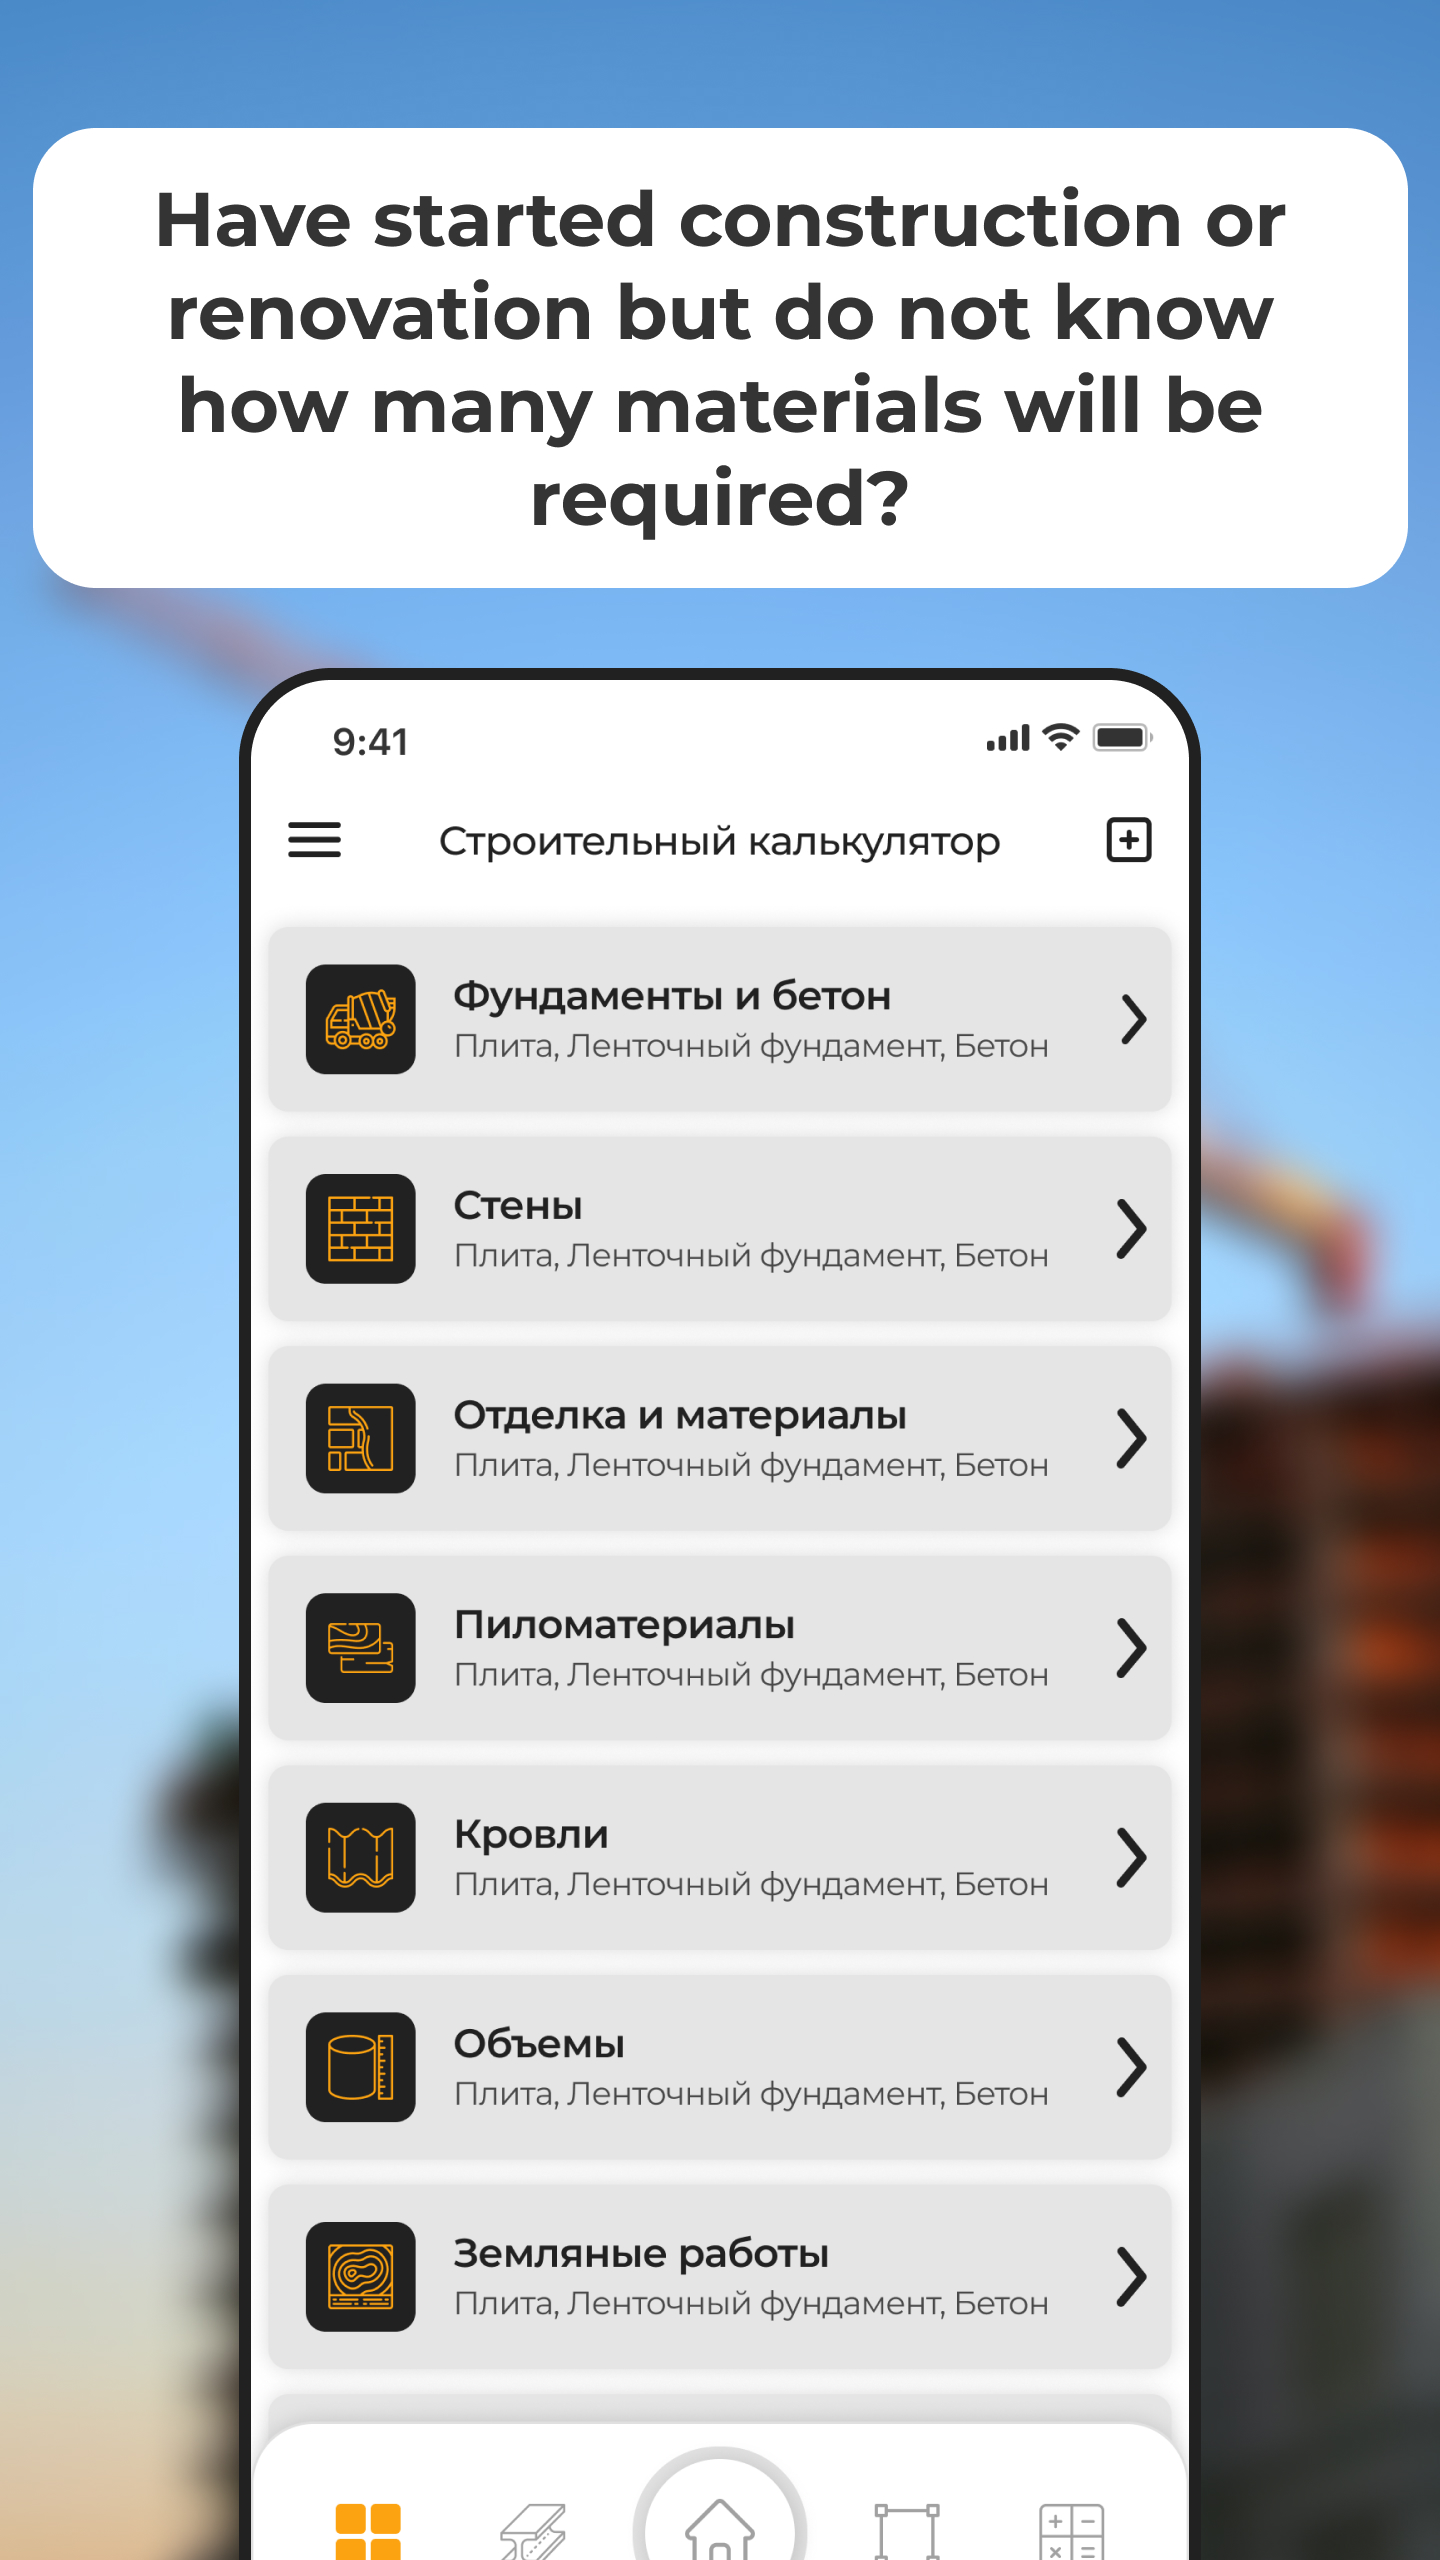 Have started construction or
renovation but do not know
how many materials will be
required?
9:41
Строительный калькулятор
Фундаменты и бетон
Плита, Ленточный фундамент, Бетон
Стены
Плита, Ленточный фундамент, Бетон
Отделка и материалы
Плита, Ленточный фундамент, Бетон
Пиломатериалы
Плита, Ленточный фундамент, Бетон
Кровли
Плита, Ленточный фундамент, Бетон
Объемы
Плита, Ленточный фундамент, Бетон
Земляные работы
Плита, Ленточный фундамент, Бетон